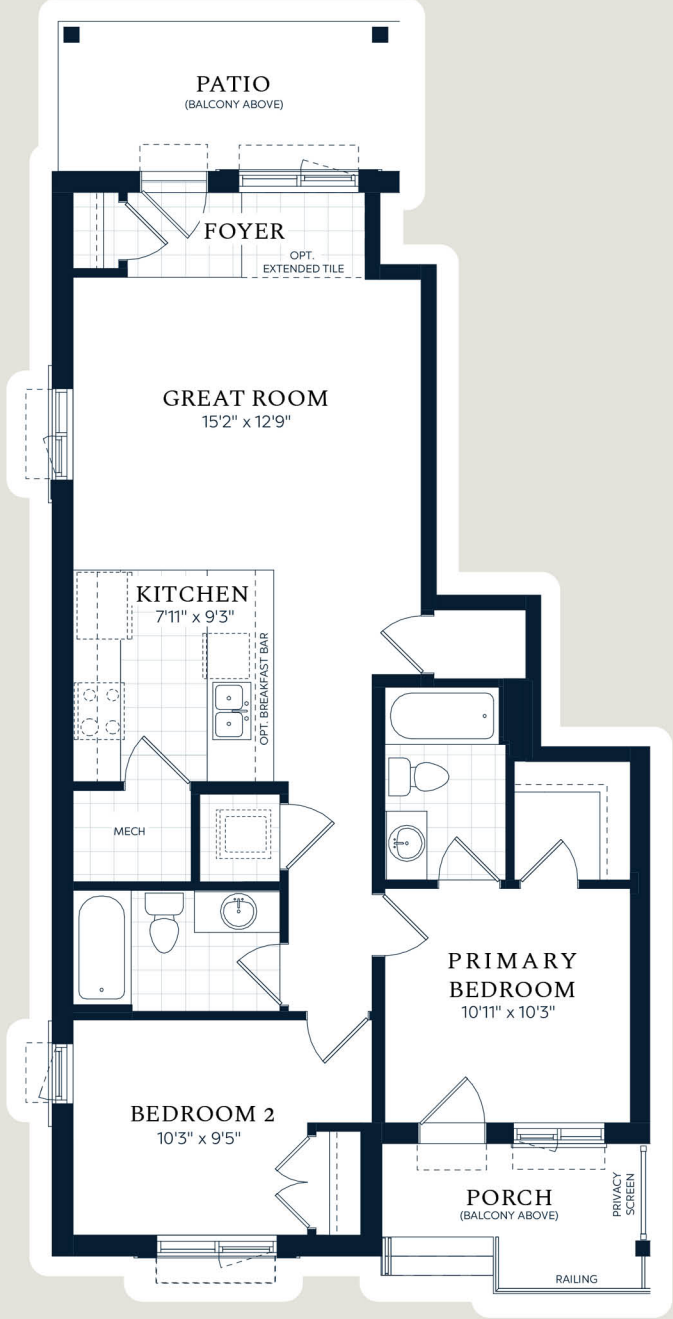 PATIO
(BALCONY ABOVE)
FOYER
OPT.
EXTENDED TILE
GREAT ROOM
15'2" x 12'9"
KITCHEN
7'11" x 9'3"
OPT. BREAKFAST BAR
MECH
PRIMARY
BEDROOM
10'11" x 10'3"
BEDROOM 2
10'3" x 9'5"
PORCH
(BALCONY ABOVE)
PRIVACY
SCREEN
RAILING